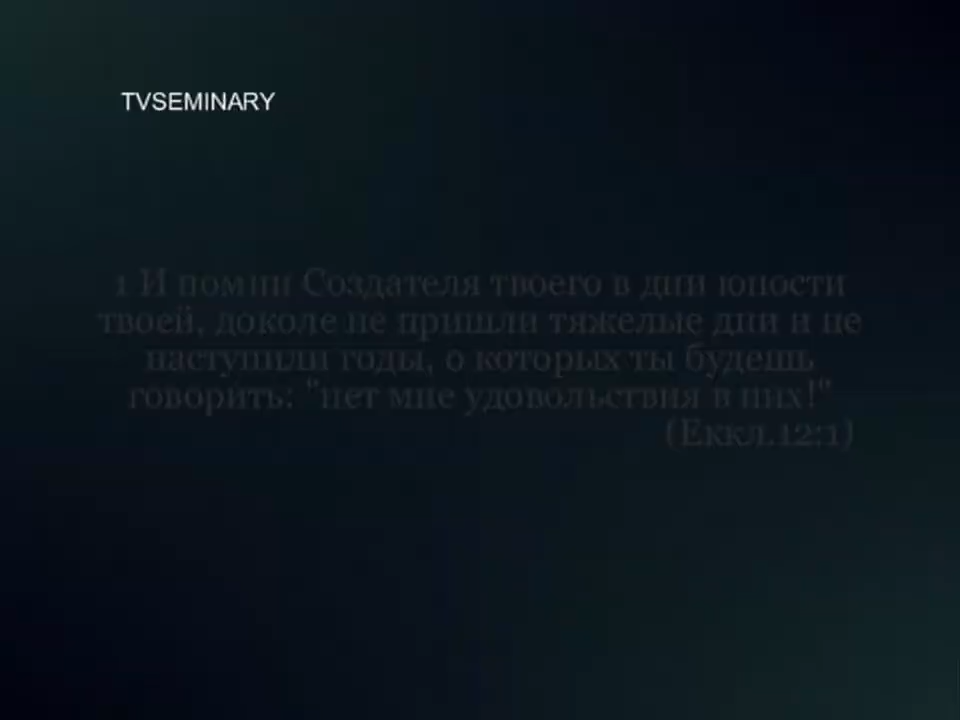 TVSEMINARY
1 И помни Создателя твоего в дни юности
твоей, доколе не пришли тяжелые дни и не
наступили годы, о которых ты будешь
говорить: "нет мне удовольствия в них!"
(Еккл.12:1)